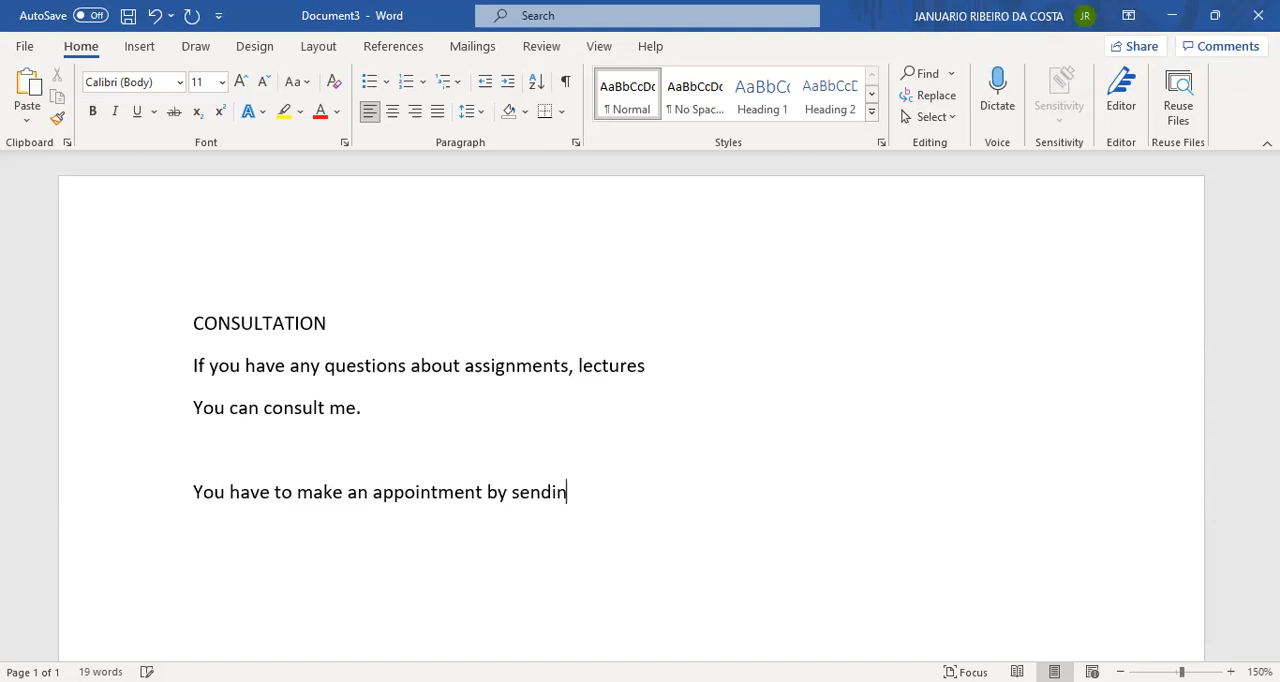 AutoSave Off Document3 - Word Search JANUARIO RIBEIRO DA COSTA JR
File Home Insert Draw Design Layout References Mailings Review View Help Share Comments
Paste
Clipboard
Calibri (Body) 11
Font
Paragraph
AaBbCcDc AaBbCcDc AaBbCc AaBbCcD
¶ Normal ¶ No Spac... Heading 1 Heading 2
Styles
Find
Replace
Select
Editing
Dictate
Voice
Sensitivity
Sensitivity
Editor
Editor
Reuse
Files
Reuse Files
CONSULTATION
If you have any questions about assignments, lectures
You can consult me.
You have to make an appointment by sendin
Page 1 of 1 19 words Focus 150%